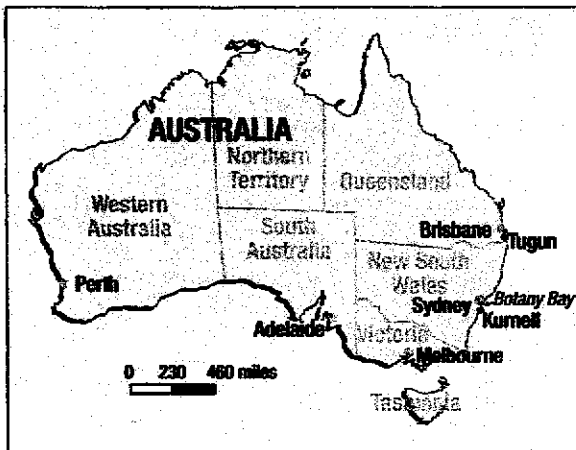 AUSTRALIA
Northern
Territory
Queensland
Western
Australia
South
Australia
Brisbane
Tugun
New South
Wales
Perth
Sydney
Botany Bay
Kurnell
Adelaide
Victoria
Melbourne
0 230 460 miles
Tasmania